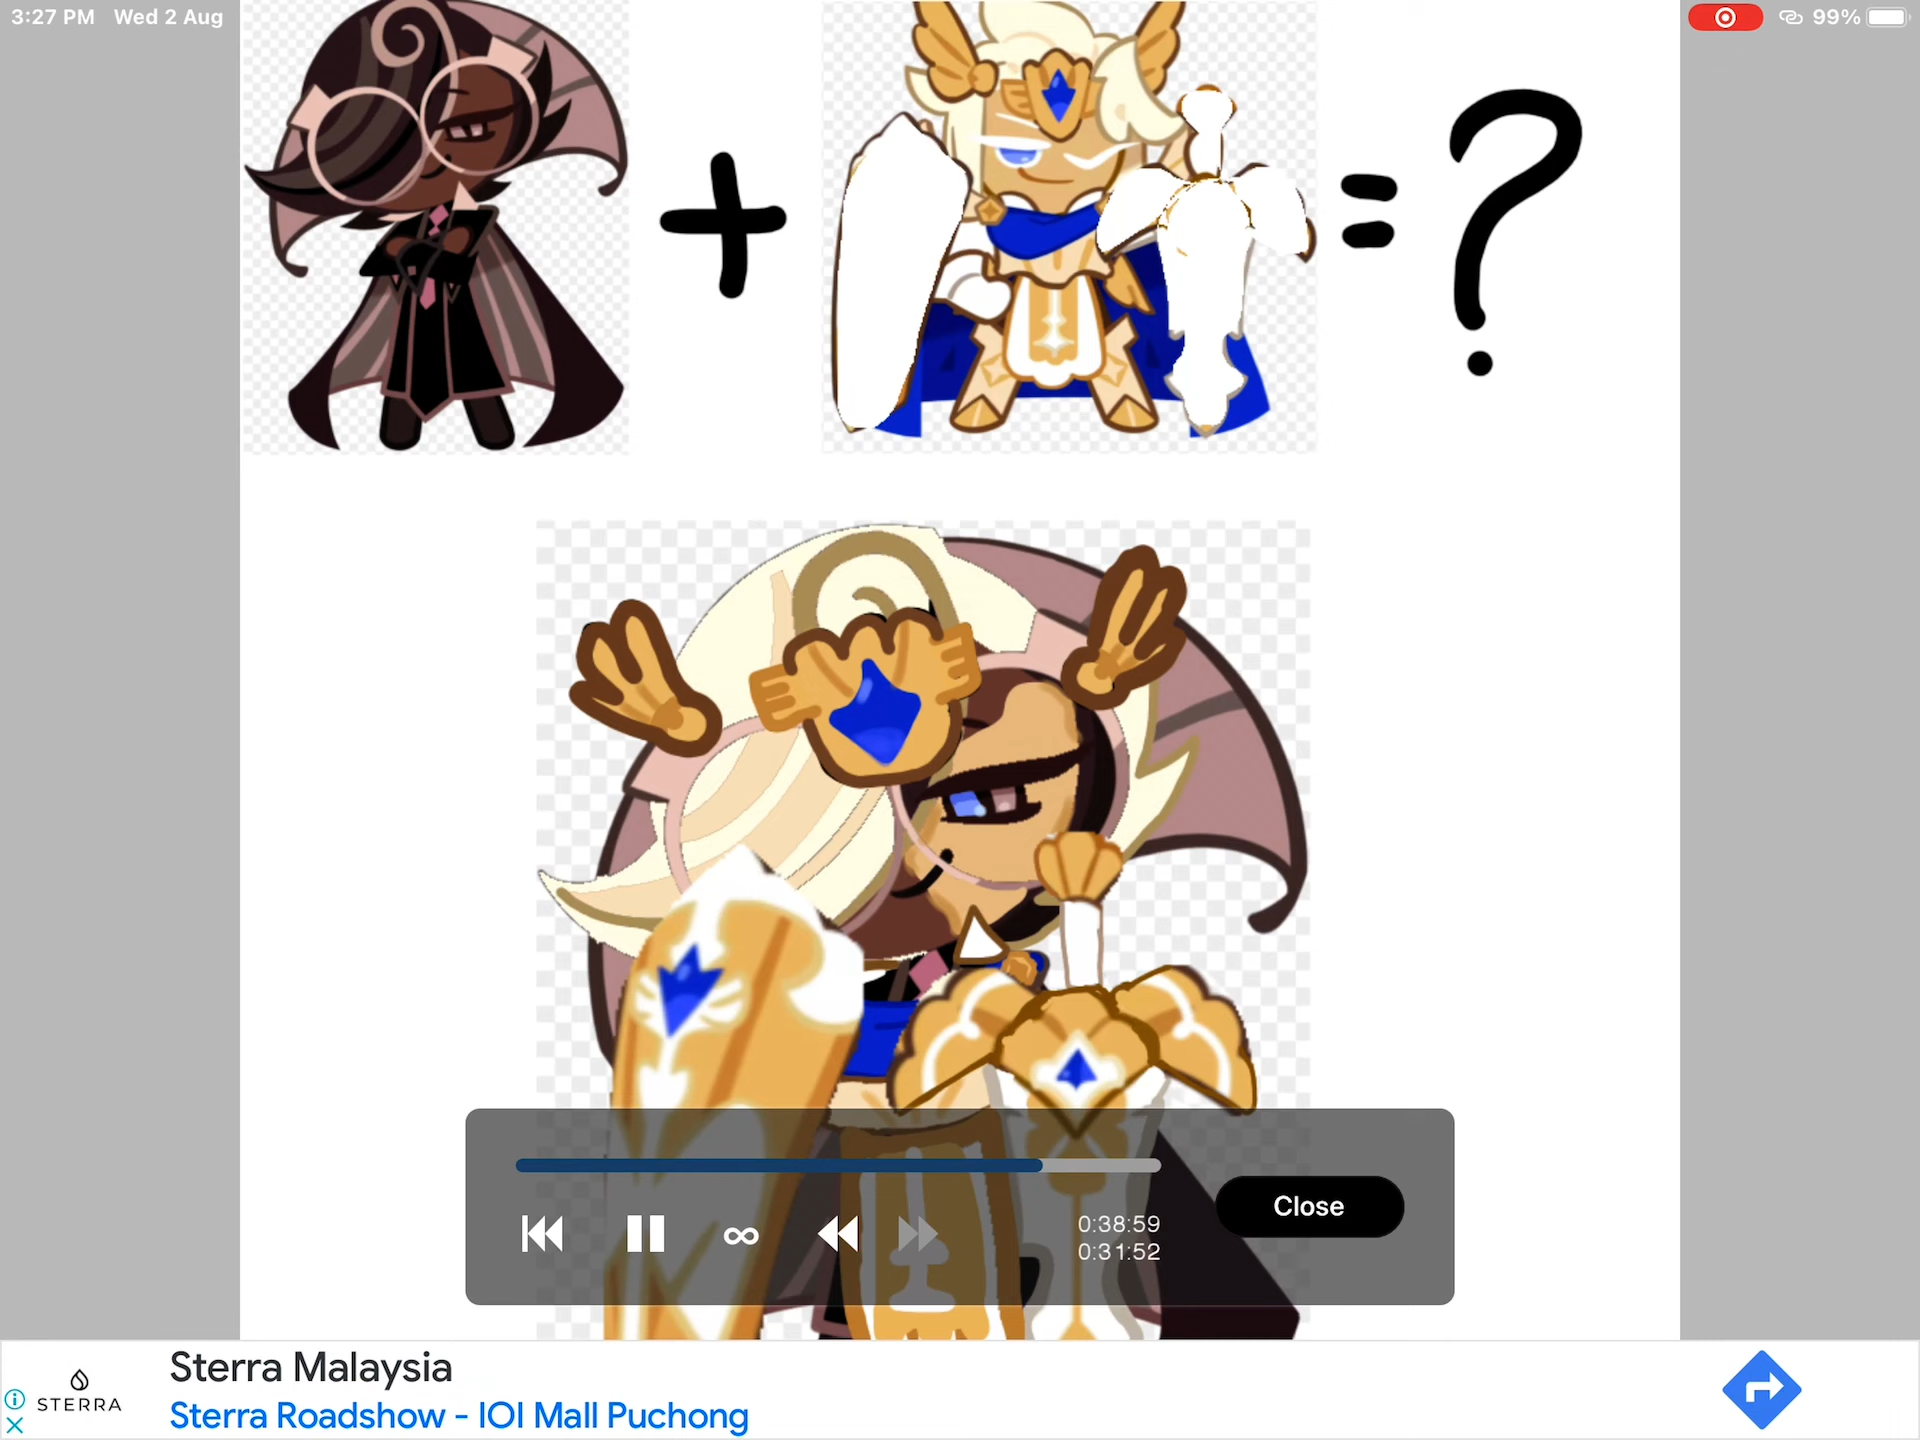 3:27 PM Wed 2 Aug
99%
+ = ?
0:38:59
0:31:52
Close
STERRA
Sterra Malaysia
Sterra Roadshow - IOI Mall Puchong